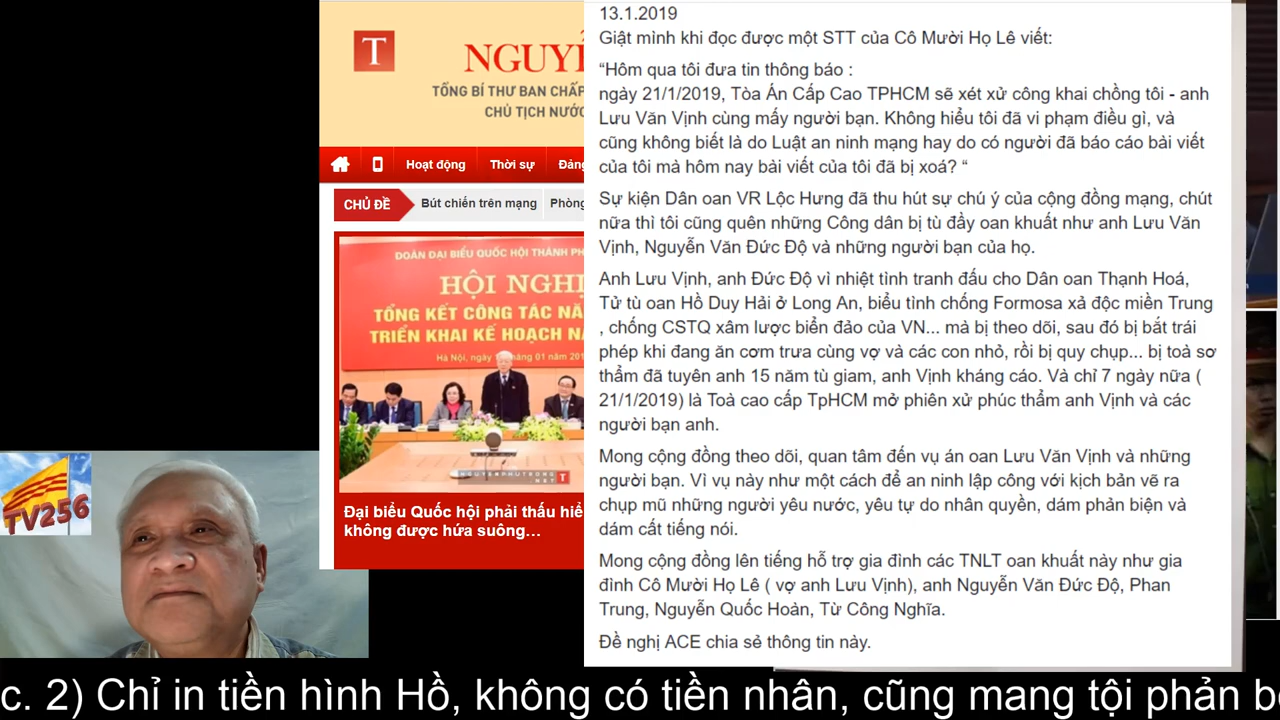 T
NGUY
TỔNG BÍ THƯ BAN CHẤP
CHỦ TỊCH NƯỚC
Hoạt động
Thời sự
Đảng
CHỦ ĐỀ
Bút chiến trên mạng
Phòng
ĐOÀN ĐẠI BIỂU QUỐC HỘI THÀNH PH
HỘI NGHỊ
TỔNG KẾT CÔNG TÁC NĂ
TRIỂN KHAI KẾ HOẠCH NĂ
NGUYENPHUTRONG
NET
T
Đại biểu Quốc hội phải thấu hiể
không được hứa suông…
TV256
13.1.2019
Giật mình khi đọc được một STT của Cô Mười Họ Lê viết:
“Hôm qua tôi đưa tin thông báo :
ngày 21/1/2019, Tòa Án Cấp Cao TPHCM sẽ xét xử công khai chồng tôi - anh
Lưu Văn Vịnh cùng mấy người bạn. Không hiểu tôi đã vi phạm điều gì, và
cũng không biết là do Luật an ninh mạng hay do có người đã báo cáo bài viết
của tôi mà hôm nay bài viết của tôi đã bị xoá? “
Sự kiện Dân oan VR Lộc Hưng đã thu hút sự chú ý của cộng đồng mạng, chút
nữa thì tôi cũng quên những Công dân bị tù đầy oan khuất như anh Lưu Văn
Vịnh, Nguyễn Văn Đức Độ và những người bạn của họ.
Anh Lưu Vịnh, anh Đức Độ vì nhiệt tình tranh đấu cho Dân oan Thạnh Hoá,
Tử tù oan Hồ Duy Hải ở Long An, biểu tình chống Formosa xả độc miền Trung
, chống CSTQ xâm lược biển đảo của VN... mà bị theo dõi, sau đó bị bắt trái
phép khi đang ăn cơm trưa cùng vợ và các con nhỏ, rồi bị quy chụp... bị toà sơ
thẩm đã tuyên anh 15 năm tù giam, anh Vịnh kháng cáo. Và chỉ 7 ngày nữa (
21/1/2019) là Toà cao cấp TpHCM mở phiên xử phúc thẩm anh Vịnh và các
người bạn anh.
Mong cộng đồng theo dõi, quan tâm đến vụ án oan Lưu Văn Vịnh và những
người bạn. Vì vụ này như một cách để an ninh lập công với kịch bản vẽ ra
chụp mũ những người yêu nước, yêu tự do nhân quyền, dám phản biện và
dám cất tiếng nói.
Mong cộng đồng lên tiếng hỗ trợ gia đình các TNLT oan khuất này như gia
đình Cô Mười Họ Lê ( vợ anh Lưu Vịnh), anh Nguyễn Văn Đức Độ, Phan
Trung, Nguyễn Quốc Hoàn, Từ Công Nghĩa.
Đề nghị ACE chia sẻ thông tin này.
c. 2) Chỉ in tiền hình Hồ, không có tiền nhân, cũng mang tội phản b